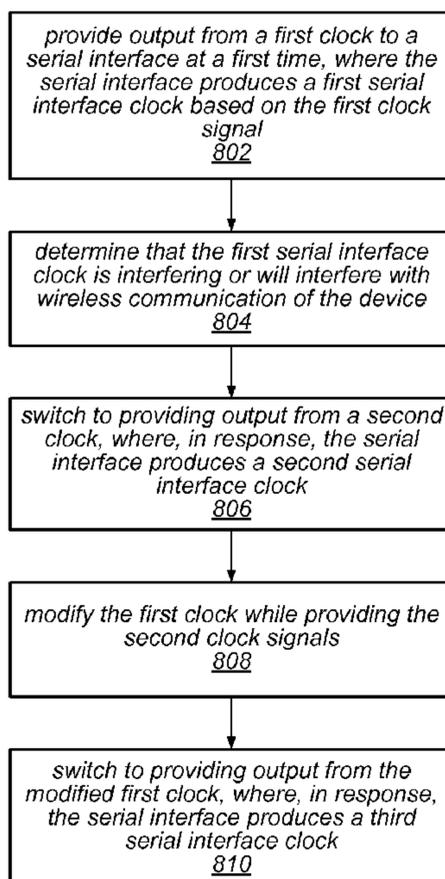 provide output from a first clock to a
serial interface at a first time, where the
serial interface produces a first serial
interface clock based on the first clock
signal
802
determine that the first serial interface
clock is interfering or will interfere with
wireless communication of the device
804
switch to providing output from a second
clock, where, in response, the serial
interface produces a second serial
interface clock
806
modify the first clock while providing the
second clock signals
808
switch to providing output from the
modified first clock, where, in response,
the serial interface produces a third
serial interface clock
810